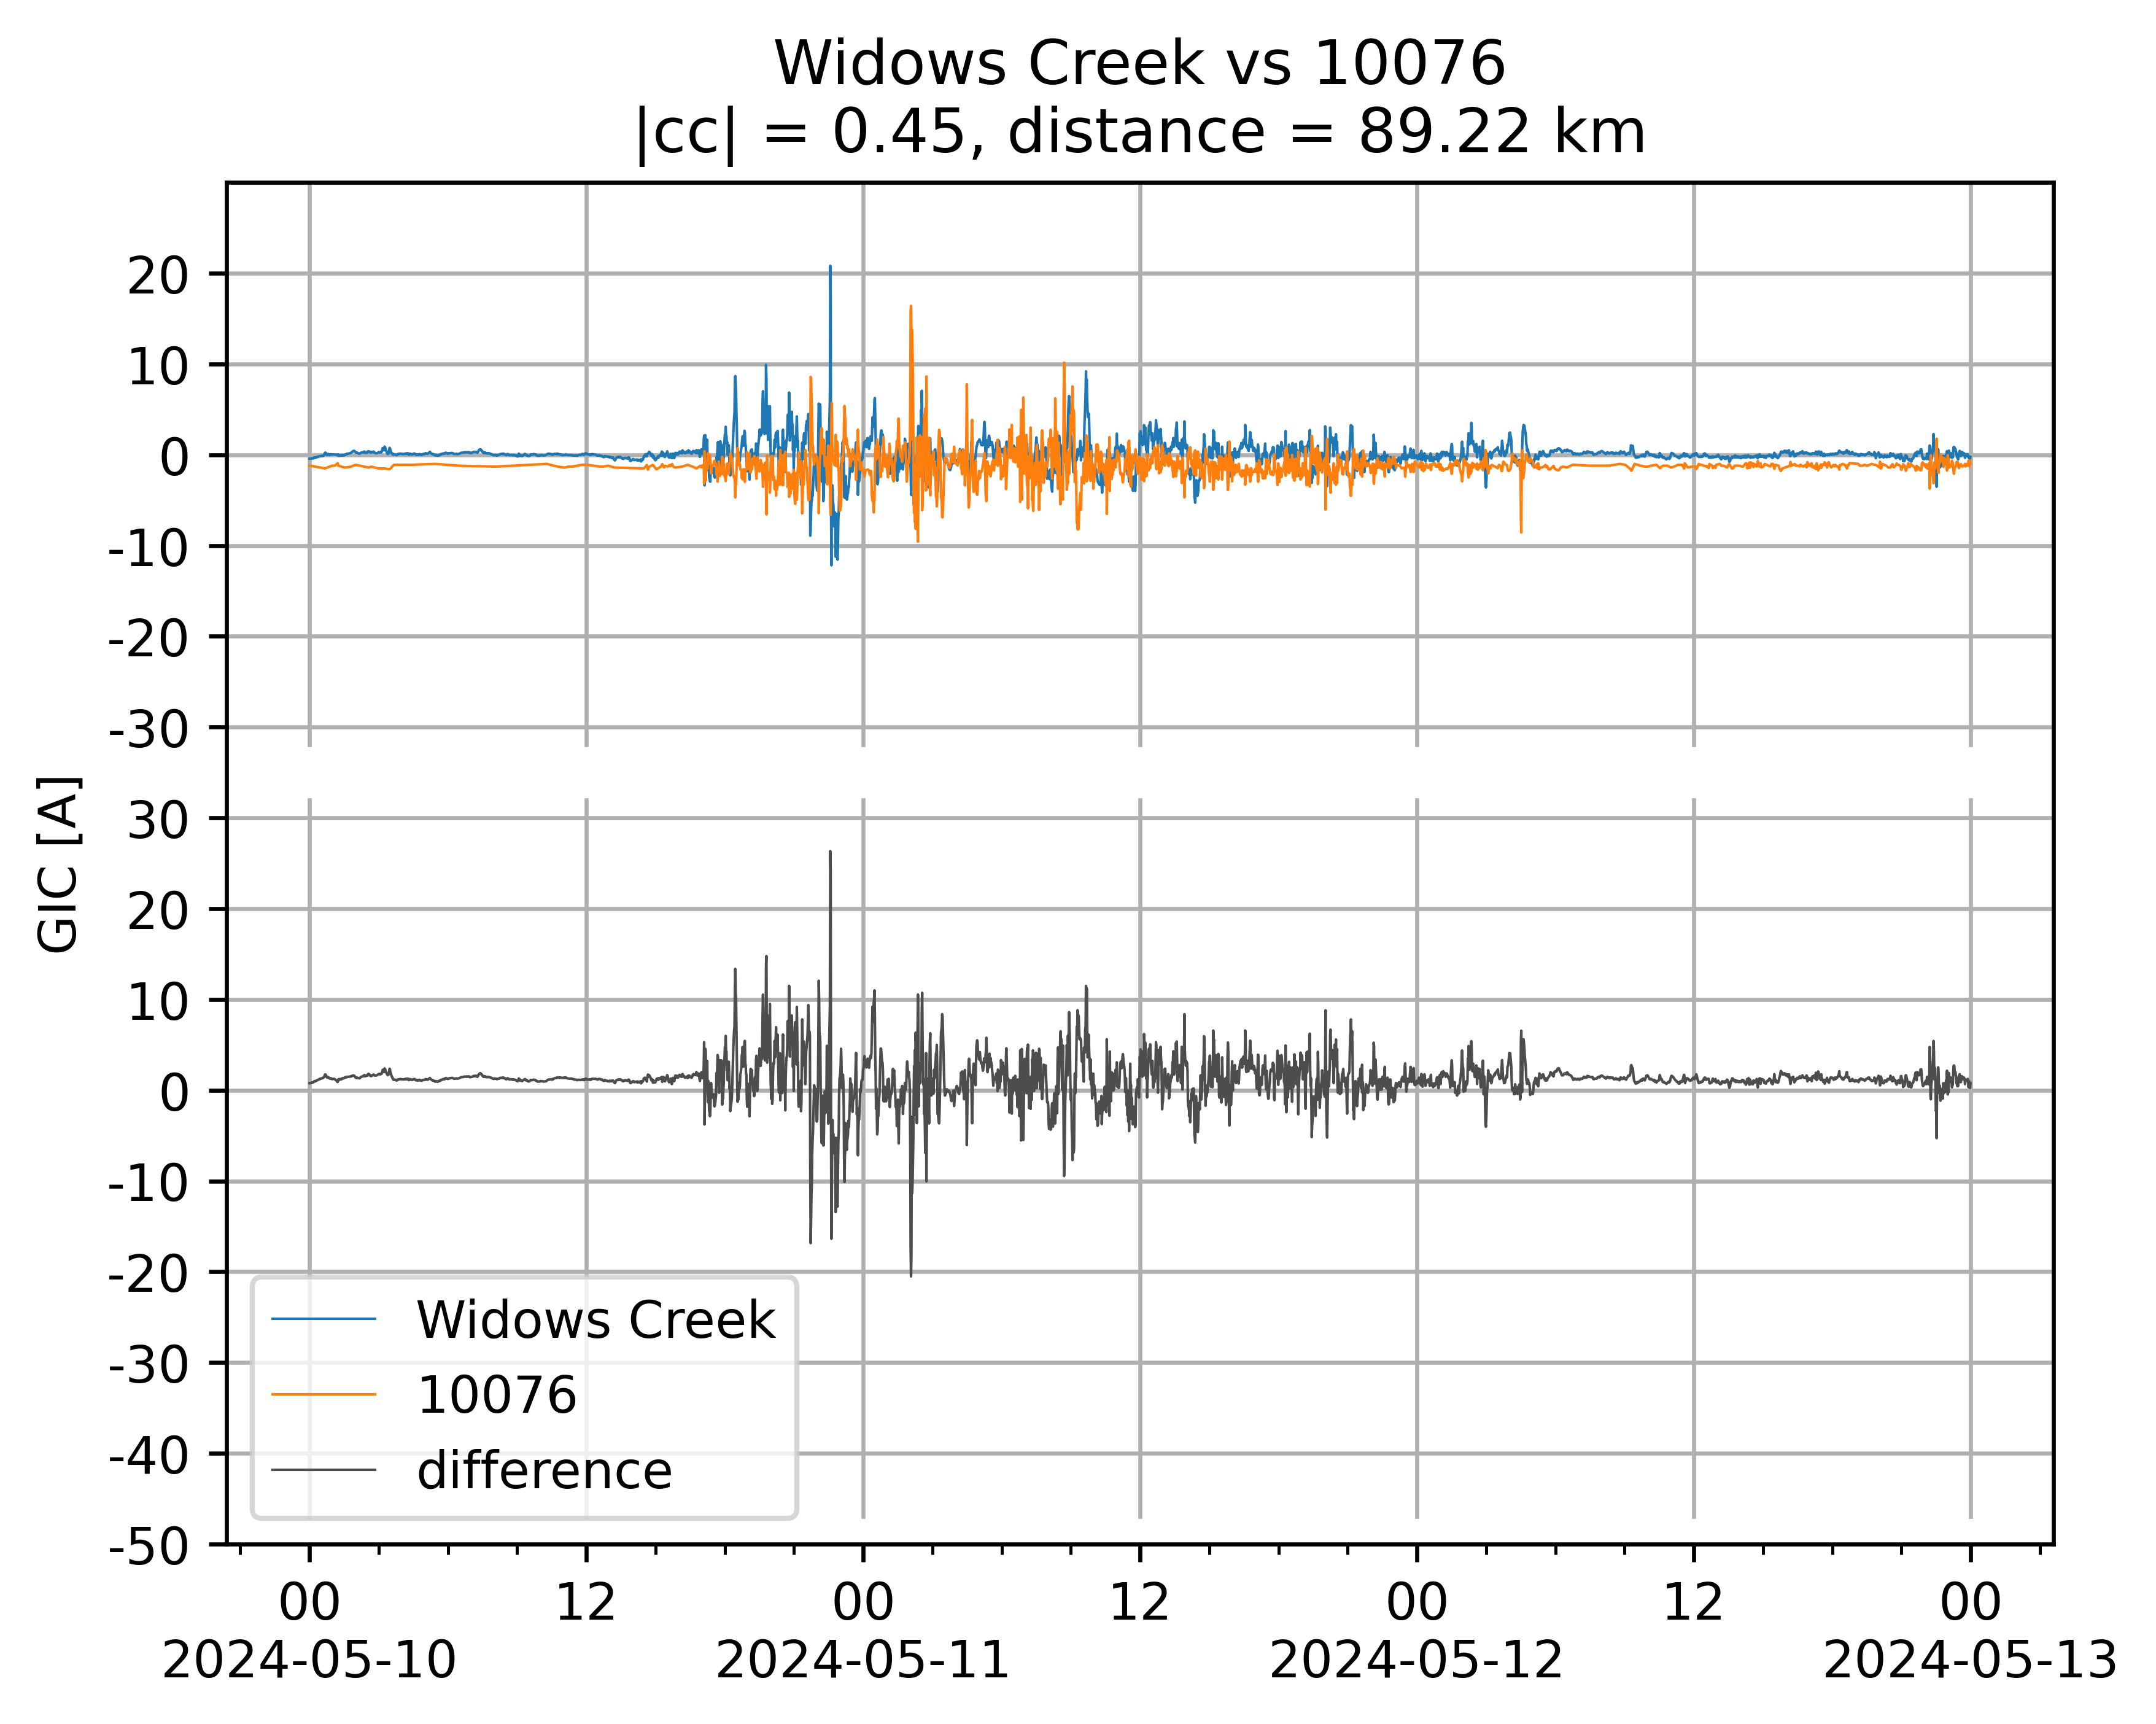 Widows Creek vs 10076
|cc| = 0.45, distance = 89.22 km
20
10
0
-10
-20
-30
30
20
10
0
-10
-20
-30
-40
-50
GIC [A]
Widows Creek
10076
difference
00 12 00 12 00 12 00
2024-05-10 2024-05-11 2024-05-12 2024-05-13